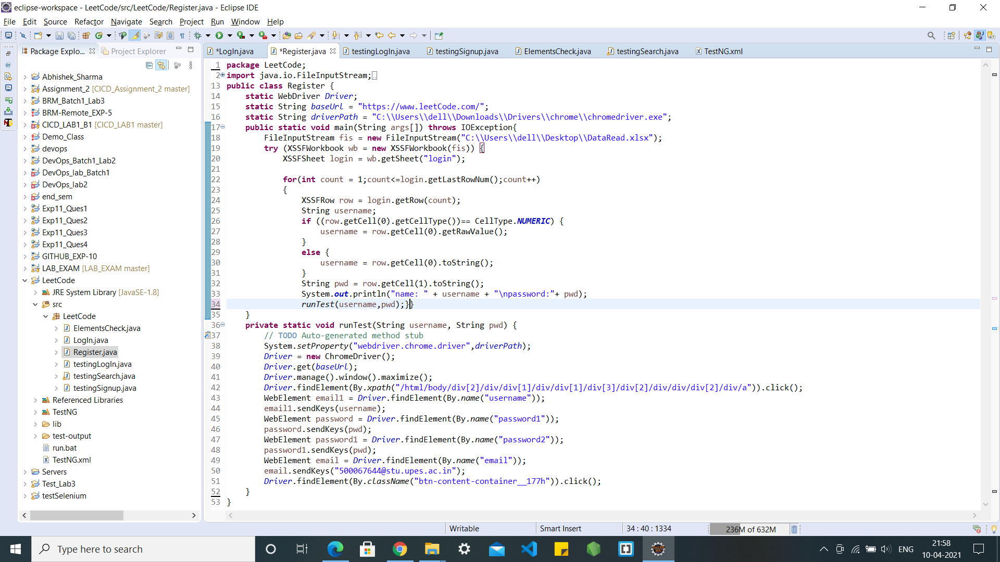 eclipse-workspace - LeetCode/src/LeetCode/Register.java - Eclipse IDE
File Edit Source Refactor Navigate Search Project Run Window Help
Package Explo... Project Explorer
*LogIn.java *Register.java testingLogIn.java testingSignup.java ElementsCheck.java testingSearch.java TestNG.xml
Abhishek_Sharma
Assignment_2 [CICD_Assignment_2 master]
BRM_Batch1_Lab3
BRM-Remote_EXP-5
CICD_LAB1_B1 [CICD_LAB1 master]
Demo_Class
devops
DevOps_Batch1_Lab2
DevOps_lab_Batch1
DevOps_lab2
end_sem
Exp11_Ques1
Exp11_Ques2
Exp11_Ques3
Exp11_Ques4
GITHUB_EXP-10
LAB_EXAM [LAB_EXAM master]
LeetCode
JRE System Library [JavaSE-1.8]
src
LeetCode
ElementsCheck.java
LogIn.java
Register.java
testingLogIn.java
testingSearch.java
testingSignup.java
Referenced Libraries
TestNG
lib
test-output
run.bat
TestNG.xml
Servers
Test_Lab3
testSelenium
1 package LeetCode;
2 import java.io.FileInputStream;
13 public class Register {
14 static WebDriver Driver;
15 static String baseUrl = "https://www.leetCode.com/";
16 static String driverPath = "C:\\Users\\dell\\Downloads\\Drivers\\chrome\\chromedriver.exe";
17 public static void main(String args[]) throws IOException{
18 FileInputStream fis = new FileInputStream("C:\\Users\\dell\\Desktop\\DataRead.xlsx");
19 try (XSSFWorkbook wb = new XSSFWorkbook(fis)) {
20 XSSFSheet login = wb.getSheet("login");
21
22 for(int count = 1;count<=login.getLastRowNum();count++)
23 {
24 XSSFRow row = login.getRow(count);
25 String username;
26 if ((row.getCell(0).getCellType())== CellType.NUMERIC) {
27 username = row.getCell(0).getRawValue();
28 }
29 else {
30 username = row.getCell(0).toString();
31 }
32 String pwd = row.getCell(1).toString();
33 System.out.println("name: " + username + "\npassword:"+ pwd);
34 runTest(username,pwd);}}
35 }
36 private static void runTest(String username, String pwd) {
37 // TODO Auto-generated method stub
38 System.setProperty("webdriver.chrome.driver",driverPath);
39 Driver = new ChromeDriver();
40 Driver.get(baseUrl);
41 Driver.manage().window().maximize();
42 Driver.findElement(By.xpath("/html/body/div[2]/div/div[1]/div/div[1]/div[3]/div[2]/div/div/div[2]/div/a")).click();
43 WebElement email1 = Driver.findElement(By.name("username"));
44 email1.sendKeys(username);
45 WebElement password = Driver.findElement(By.name("password1"));
46 password.sendKeys(pwd);
47 WebElement password1 = Driver.findElement(By.name("password2"));
48 password1.sendKeys(pwd);
49 WebElement email = Driver.findElement(By.name("email"));
50 email.sendKeys("500067644@stu.upes.ac.in");
51 Driver.findElement(By.className("btn-content-container__177h")).click();
52 }
53 }
Writable Smart Insert 34 : 40 : 1334 236M of 632M
Type here to search
ENG
21:58
10-04-2021